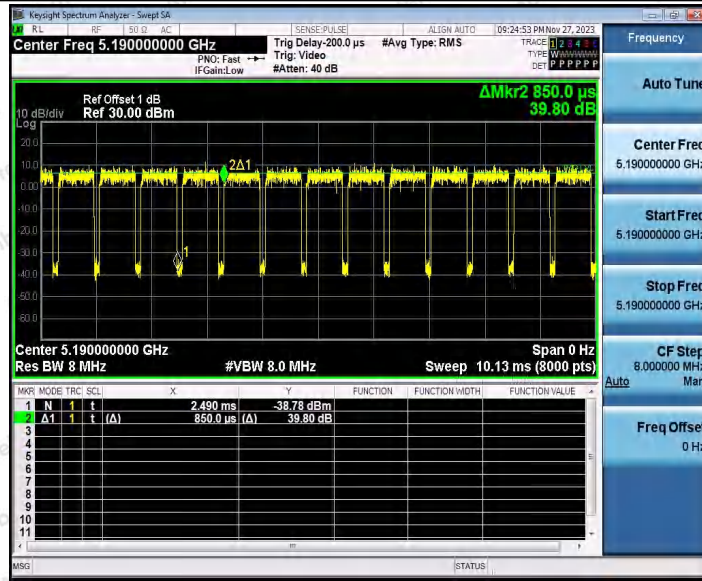 Keysight Spectrum Analyzer - Swept SA
RL RF 50 Ω AC SENSE:PULSE ALIGN AUTO 09:24:53 PM Nov 27, 2023
Center Freq 5.190000000 GHz
PNO: Fast
IFGain:Low
Trig Delay-200.0 µs
Trig: Video
#Atten: 40 dB
#Avg Type: RMS
TRACE 1 2 3 4 5 6
TYPE W
DET P P P P P P
Frequency
ΔMkr2 850.0 µs
39.80 dB
Ref Offset 1 dB
10 dB/div Ref 30.00 dBm
Log
20.0
10.0
0.00
-10.0
-20.0
-30.0
-40.0
-50.0
-60.0
2Δ1
1
Center 5.190000000 GHz Span 0 Hz
Res BW 8 MHz #VBW 8.0 MHz Sweep 10.13 ms (8000 pts)
MKR MODE TRC SCL X Y FUNCTION FUNCTION WIDTH FUNCTION VALUE
1 N 1 t 2.490 ms -38.78 dBm
2 Δ1 1 t (Δ) 850.0 µs (Δ) 39.80 dB
3
4
5
6
7
8
9
10
11
MSG STATUS
Auto Tune
Center Freq
5.190000000 GHz
Start Freq
5.190000000 GHz
Stop Freq
5.190000000 GHz
CF Step
8.000000 MHz
Auto Man
Freq Offset
0 Hz